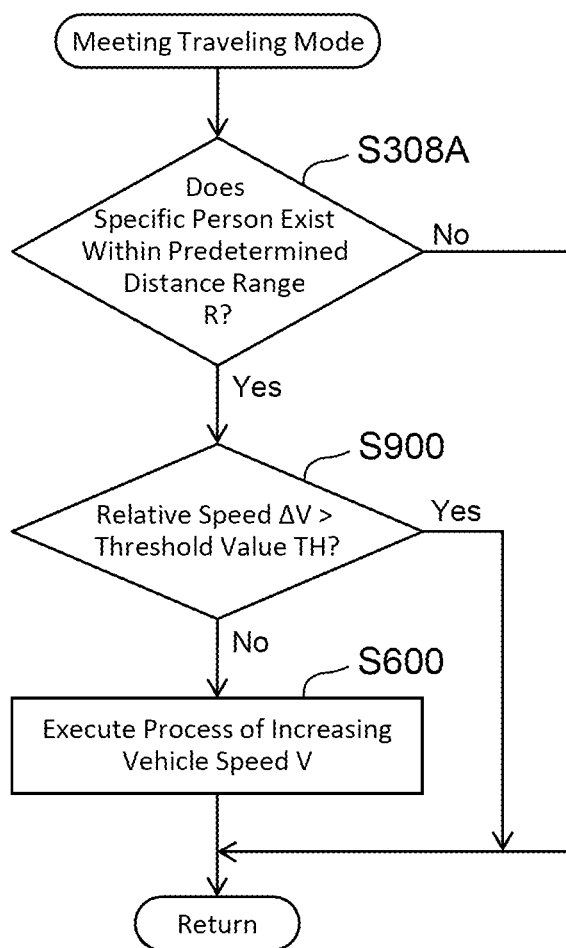 Meeting Traveling Mode
S308A
Does
Specific Person Exist
Within Predetermined
Distance Range
R?
No
Yes
S900
Relative Speed ΔV >
Threshold Value TH?
Yes
No
S600
Execute Process of Increasing
Vehicle Speed V
Return